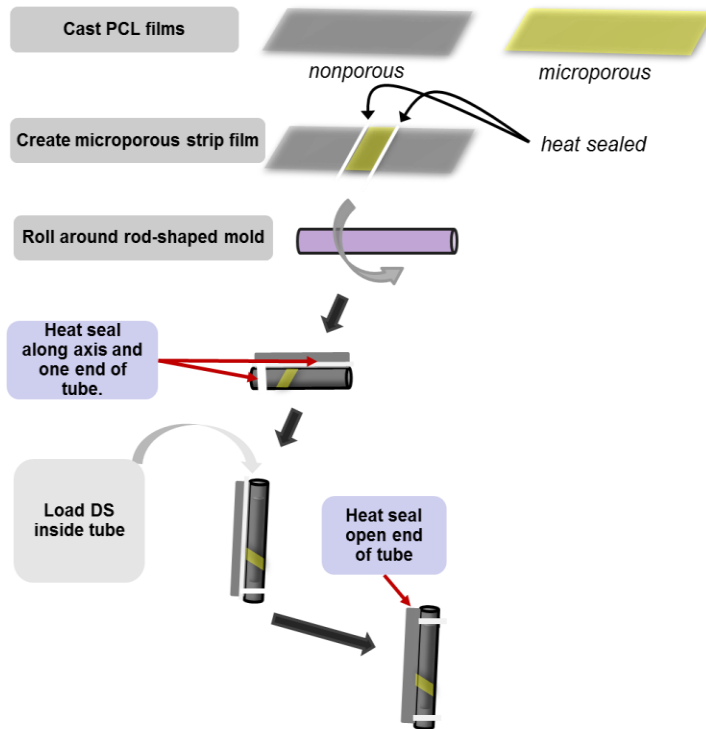 Cast PCL films
nonporous
microporous
Create microporous strip film
heat sealed
Roll around rod-shaped mold
Heat seal
along axis and
one end of
tube.
Load DS
inside tube
Heat seal
open end
of tube